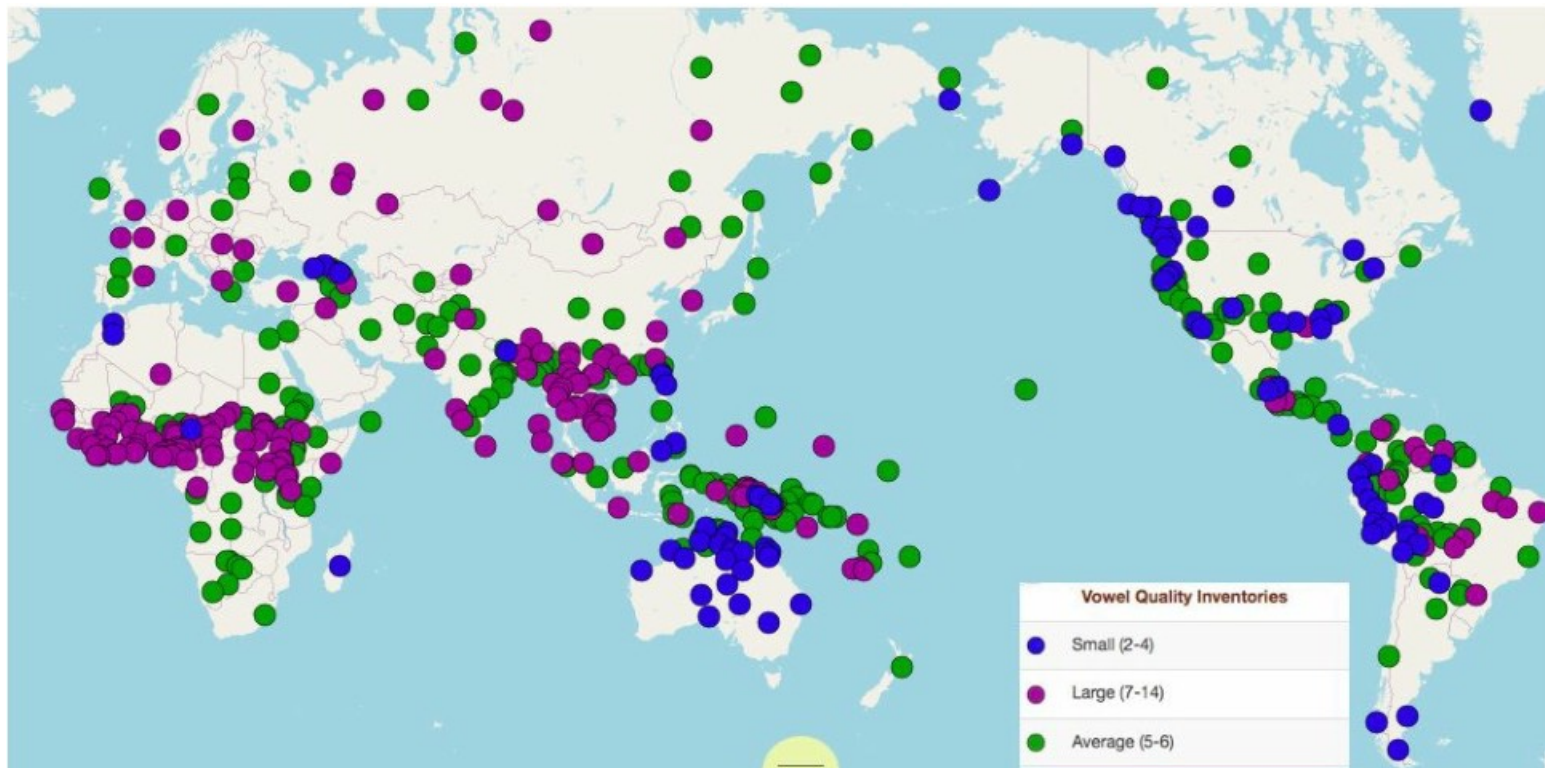 Vowel Quality Inventories
Small (2-4)
Large (7-14)
Average (5-6)